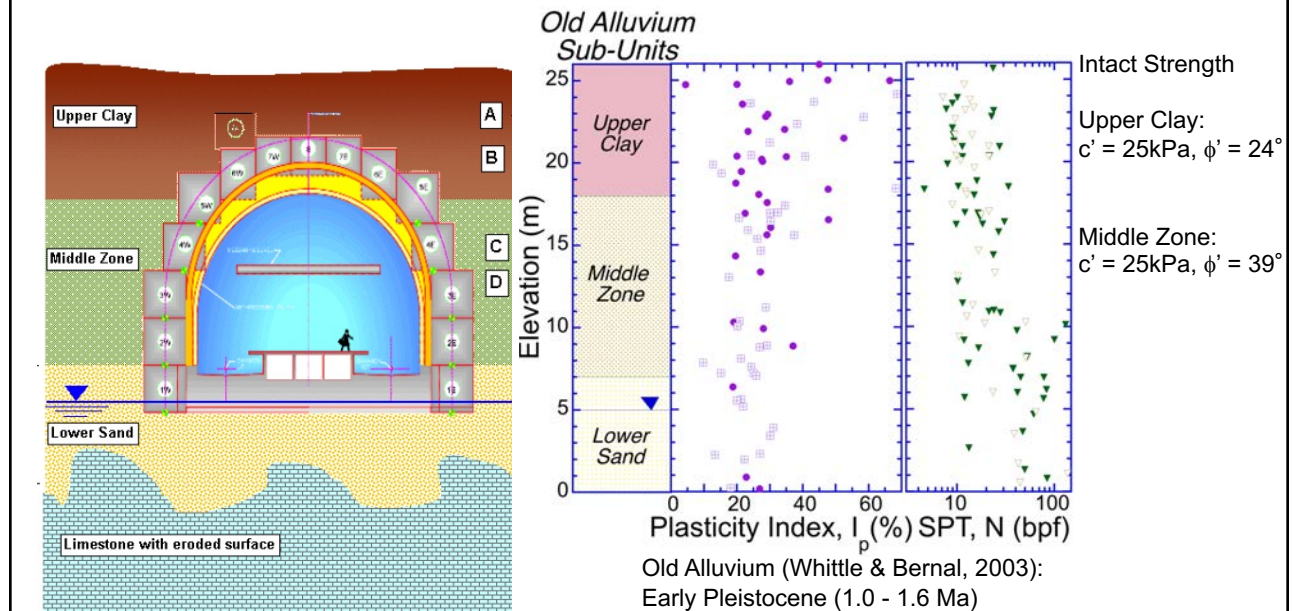 Upper Clay
A
B
Middle Zone
C
D
Lower Sand
Limestone with eroded surface
8
7W
7E
6W
6E
5W
5E
4W
4E
3W
3E
2W
2E
1W
1E
Old Alluvium
Sub-Units
Upper
Clay
Middle
Zone
Lower
Sand
Elevation (m)
25
20
15
10
5
0
0
20
40
60
Plasticity Index, Ip(%)
10
100
SPT, N (bpf)
Intact Strength
Upper Clay:
c' = 25kPa, ϕ' = 24°
Middle Zone:
c' = 25kPa, ϕ' = 39°
Old Alluvium (Whittle & Bernal, 2003):
Early Pleistocene (1.0 - 1.6 Ma)